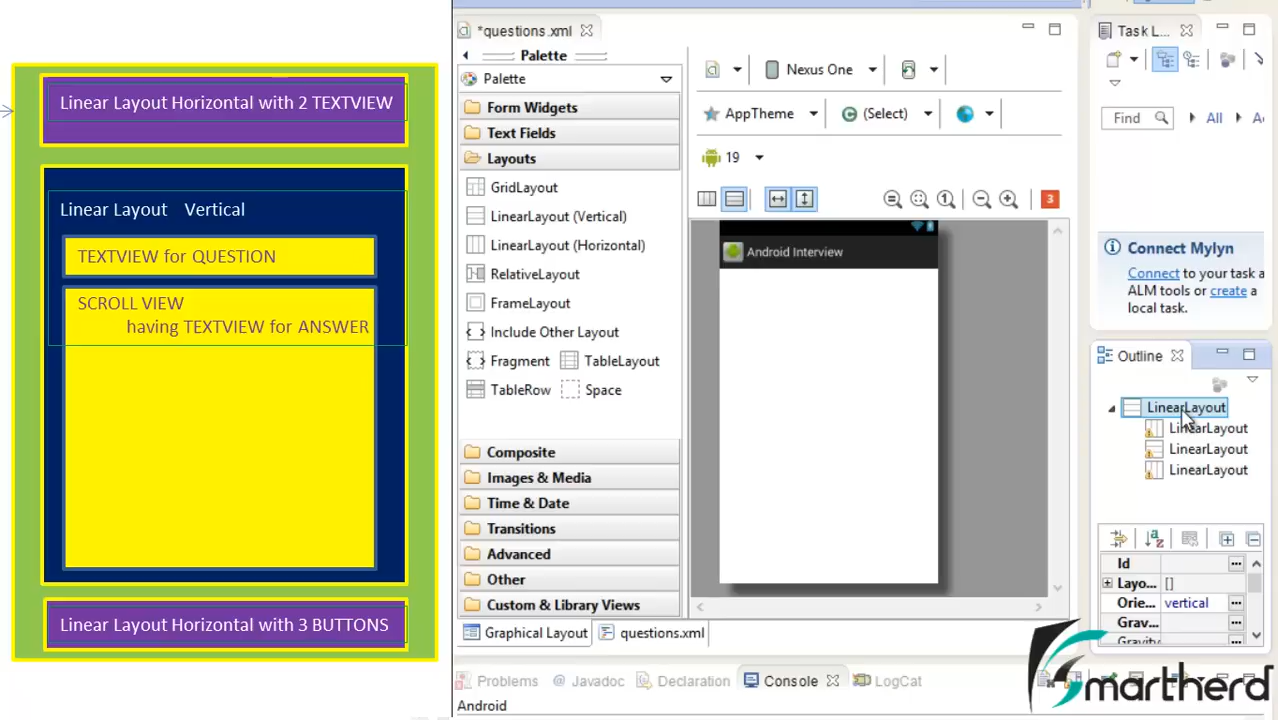 Linear Layout Horizontal with 2 TEXTVIEW
Linear Layout Vertical
TEXTVIEW for QUESTION
SCROLL VIEW
having TEXTVIEW for ANSWER
Linear Layout Horizontal with 3 BUTTONS
*questions.xml
Palette
Palette
Form Widgets
Text Fields
Layouts
GridLayout
LinearLayout (Vertical)
LinearLayout (Horizontal)
RelativeLayout
FrameLayout
Include Other Layout
Fragment TableLayout
TableRow Space
Composite
Images & Media
Time & Date
Transitions
Advanced
Other
Custom & Library Views
Graphical Layout questions.xml
Nexus One
AppTheme (Select)
19
3
Android Interview
Task L...
Find All
Connect Mylyn
Connect to your task a
ALM tools or create a
local task.
Outline
LinearLayout
LinearLayout
LinearLayout
LinearLayout
Id
Layo... []
Orie... vertical
Grav...
Gravity
Problems @ Javadoc Declaration Console LogCat
Android
Smartherd